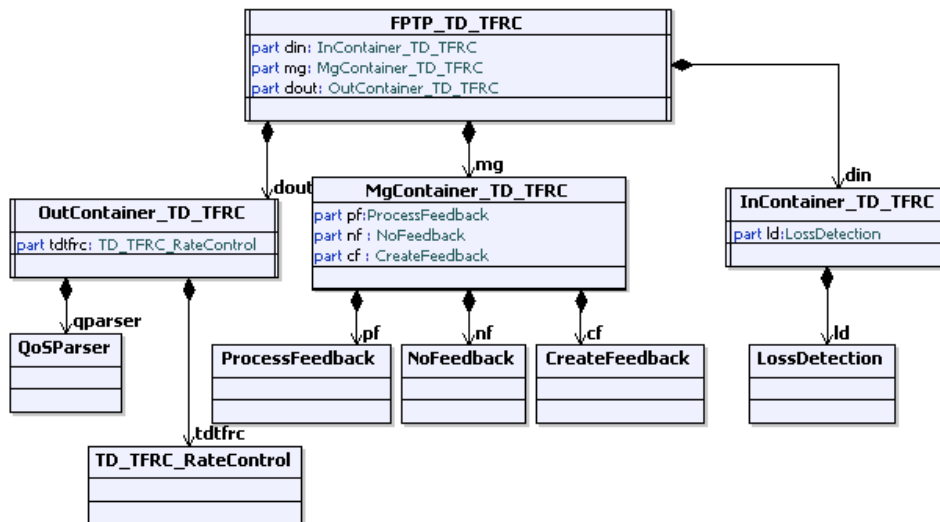 FPTP_TD_TFRC
part din: InContainer_TD_TFRC
part mg: MgContainer_TD_TFRC
part dout: OutContainer_TD_TFRC
dout
mg
din
OutContainer_TD_TFRC
part tdtfrc: TD_TFRC_RateControl
MgContainer_TD_TFRC
part pf:ProcessFeedback
part nf : NoFeedback
part cf : CreateFeedback
InContainer_TD_TFRC
part ld:LossDetection
qparser
pf
nf
cf
ld
QoSParser
ProcessFeedback
NoFeedback
CreateFeedback
LossDetection
tdtfrc
TD_TFRC_RateControl